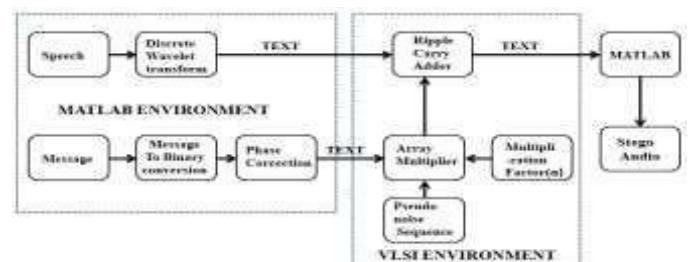 Speech
Discrete
Wavelet
transform
TEXT
Ripple
Carry
Adder
TEXT
MATLAB
MATLAB ENVIRONMENT
Message
Message
To Binary
conversion
Phase
Correction
TEXT
Array
Multiplier
Multipli
-cation
Factor(α)
Stego
Audio
Pseudo
noise
Sequence
VLSI ENVIRONMENT